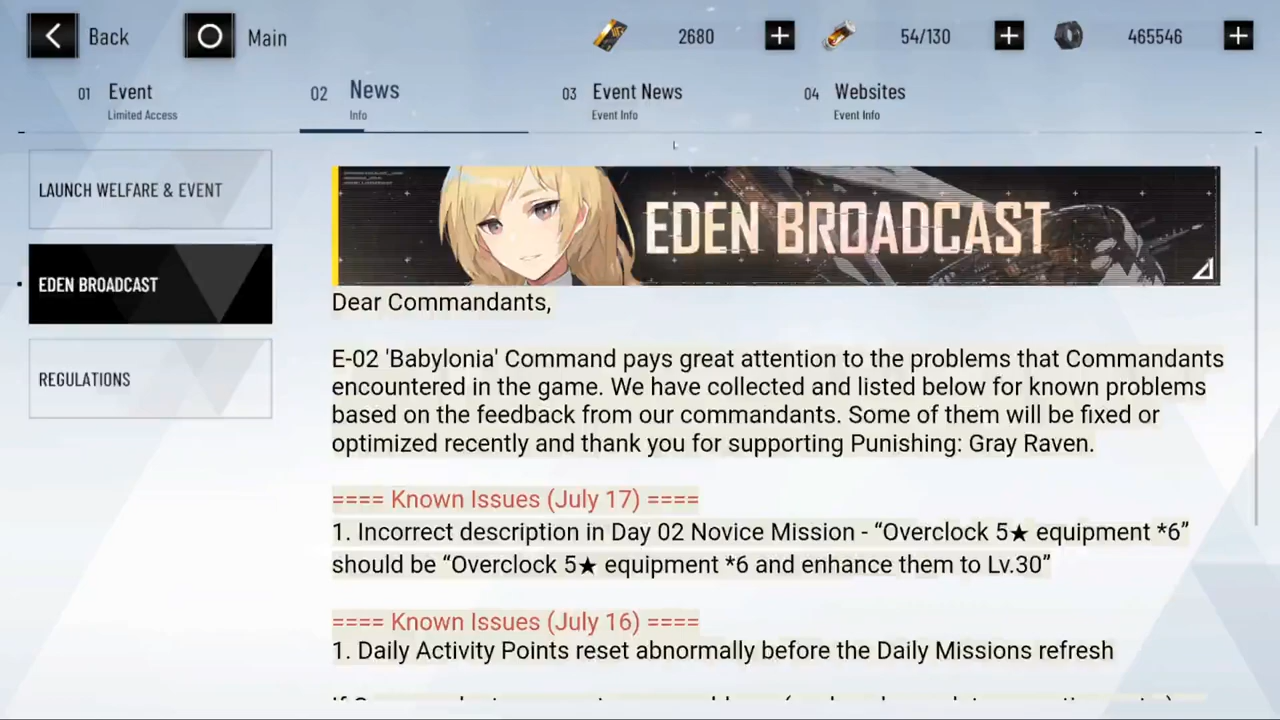 Back
Main
2680
54/130
465546
01 Event
Limited Access
02 News
Info
03 Event News
Event Info
04 Websites
Event Info
LAUNCH WELFARE & EVENT
EDEN BROADCAST
REGULATIONS
EDEN BROADCAST
Dear Commandants,
E-02 'Babylonia' Command pays great attention to the problems that Commandants
encountered in the game. We have collected and listed below for known problems
based on the feedback from our commandants. Some of them will be fixed or
optimized recently and thank you for supporting Punishing: Gray Raven.
==== Known Issues (July 17) ====
1. Incorrect description in Day 02 Novice Mission - “Overclock 5★ equipment *6”
should be “Overclock 5★ equipment *6 and enhance them to Lv.30”
==== Known Issues (July 16) ====
1. Daily Activity Points reset abnormally before the Daily Missions refresh